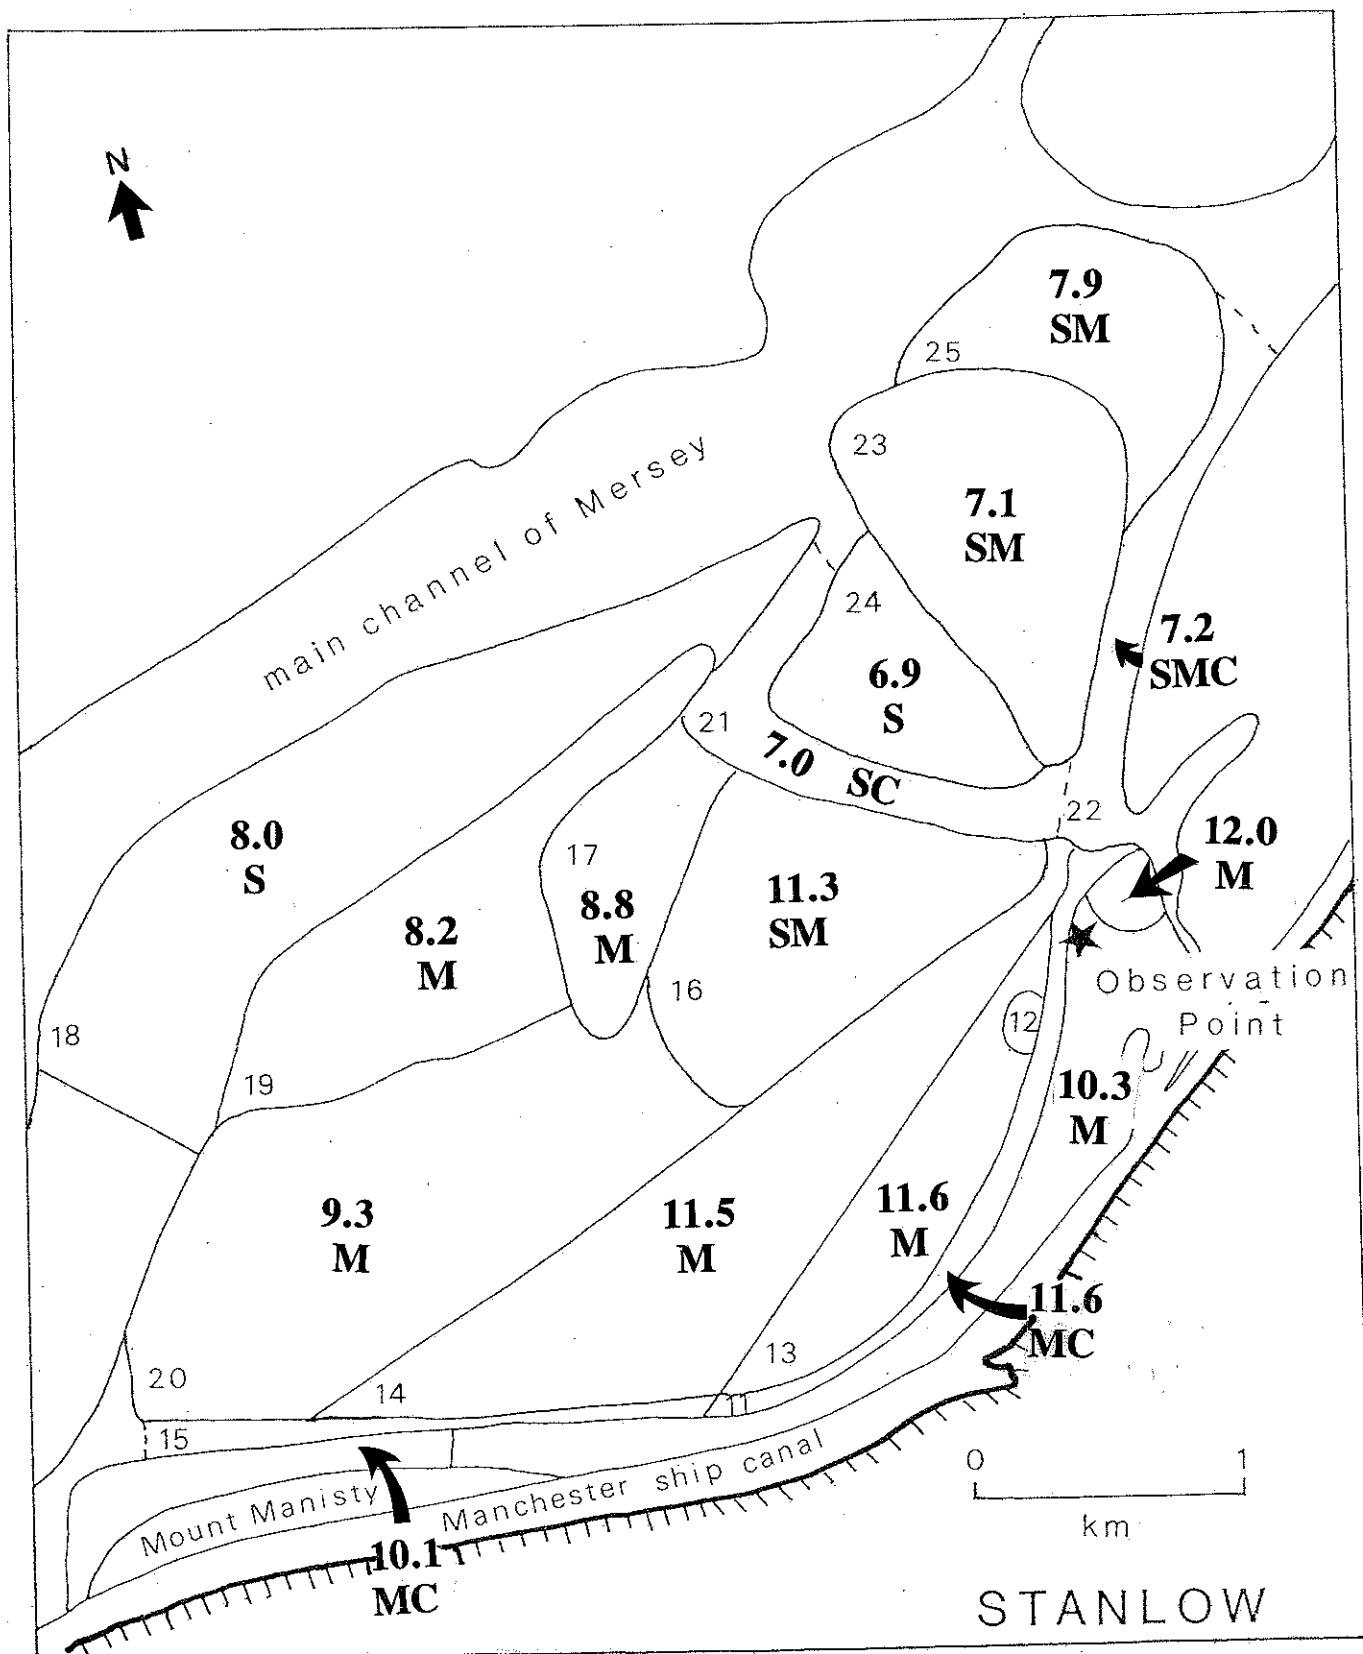 N
7.9
SM
25
23
main channel of Mersey
7.1
SM
24
7.2
SMC
6.9
S
21
7.0 SC
22
8.0
S
12.0
M
17
8.8
M
11.3
SM
8.2
M
16
Observation
Point
12
18
19
10.3
M
9.3
M
11.5
M
11.6
M
11.6
MC
13
20
14
11
15
Mount Manisty
Manchester ship canal
0 1
km
10.1
MC
STANLOW